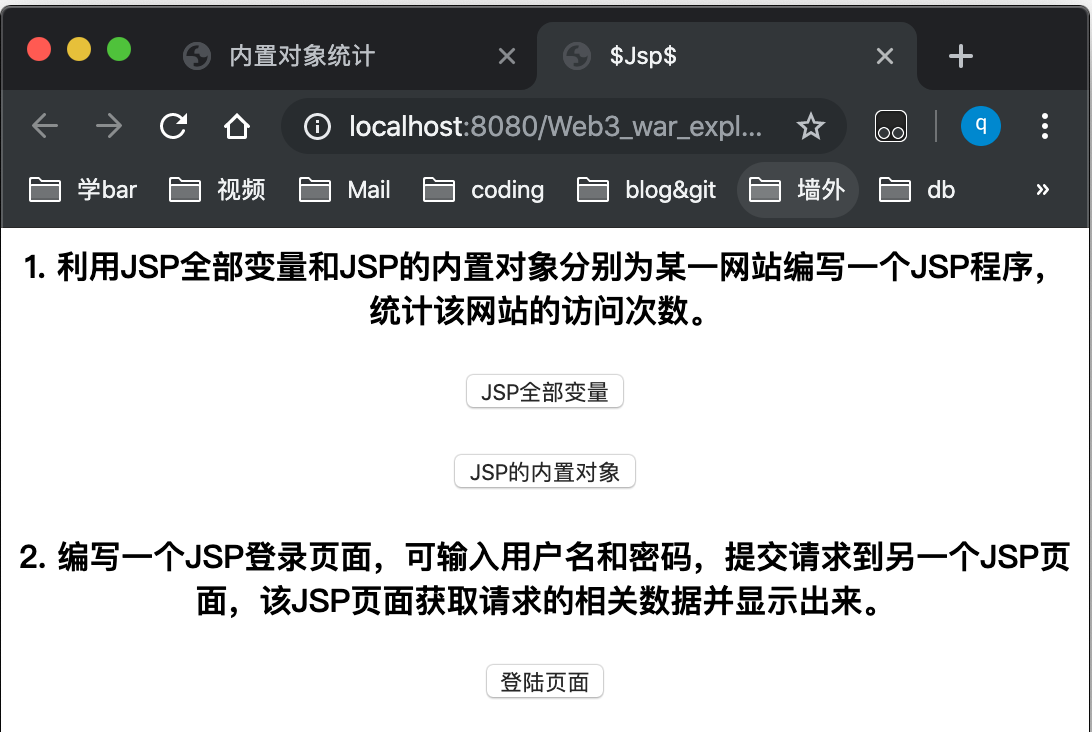 内置对象统计
$Jsp$
localhost:8080/Web3_war_expl...
q
学bar 视频 Mail coding blog&git 墙外 db »
1. 利用JSP全部变量和JSP的内置对象分别为某一网站编写一个JSP程序，
统计该网站的访问次数。
JSP全部变量
JSP的内置对象
2. 编写一个JSP登录页面，可输入用户名和密码，提交请求到另一个JSP页
面，该JSP页面获取请求的相关数据并显示出来。
登陆页面